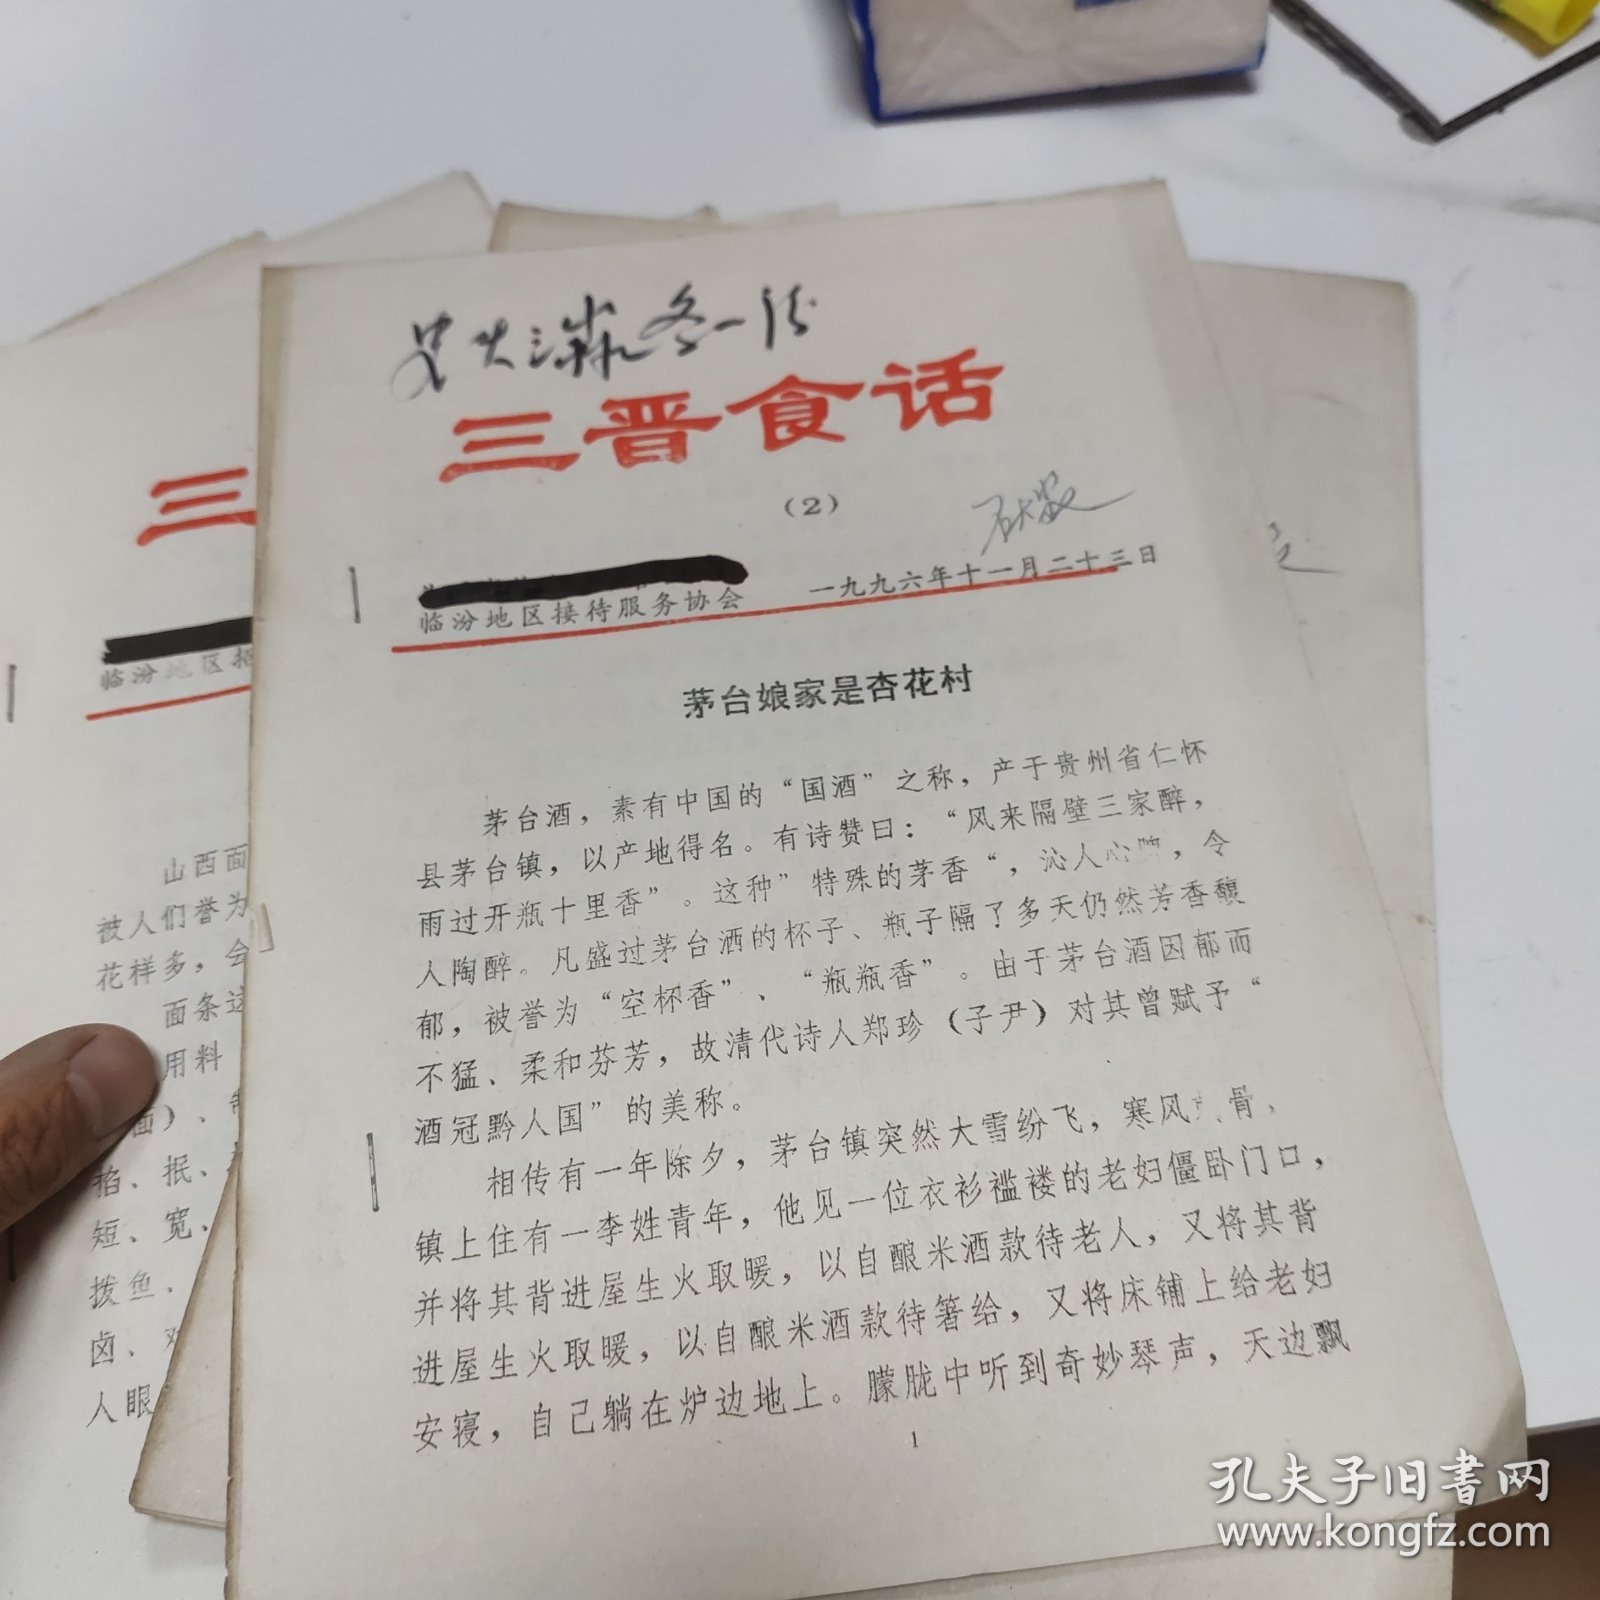 三晋食话
（2）
临汾地区接待服务协会 一九九六年十一月二十三日
茅台娘家是杏花村
茅台酒，素有中国的“国酒”之称，产于贵州省仁怀
县茅台镇，以产地得名。有诗赞曰：“风来隔壁三家醉，
雨过开瓶十里香”。这种”特殊的茅香“，沁人心，令
人陶醉。凡盛过茅台酒的杯子、瓶子隔了多天仍然芳香馥
郁，被誉为“空杯香”、“瓶瓶香”。由于茅台酒因郁而
不猛、柔和芬芳，故清代诗人郑珍（子尹）对其曾赋予“
酒冠黔人国”的美称。
相传有一年除夕，茅台镇突然大雪纷飞，寒风骨，
镇上住有一李姓青年，他见一位衣衫褴褛的老妇僵卧门口，
并将其背进屋生火取暖，以自酿米酒款待老人，又将其背
进屋生火取暖，以自酿米酒款待箸给，又将床铺上给老妇
安寝，自己躺在炉边地上。朦胧中听到奇妙琴声，天边飘
1
三
临汾地区招
山西面
被人们誉为
花样多，会
面条这
用料
面）、
掐、抿、
短、宽、
拨鱼、
卤、
人眼
孔夫子旧书网
www.kongfz.com